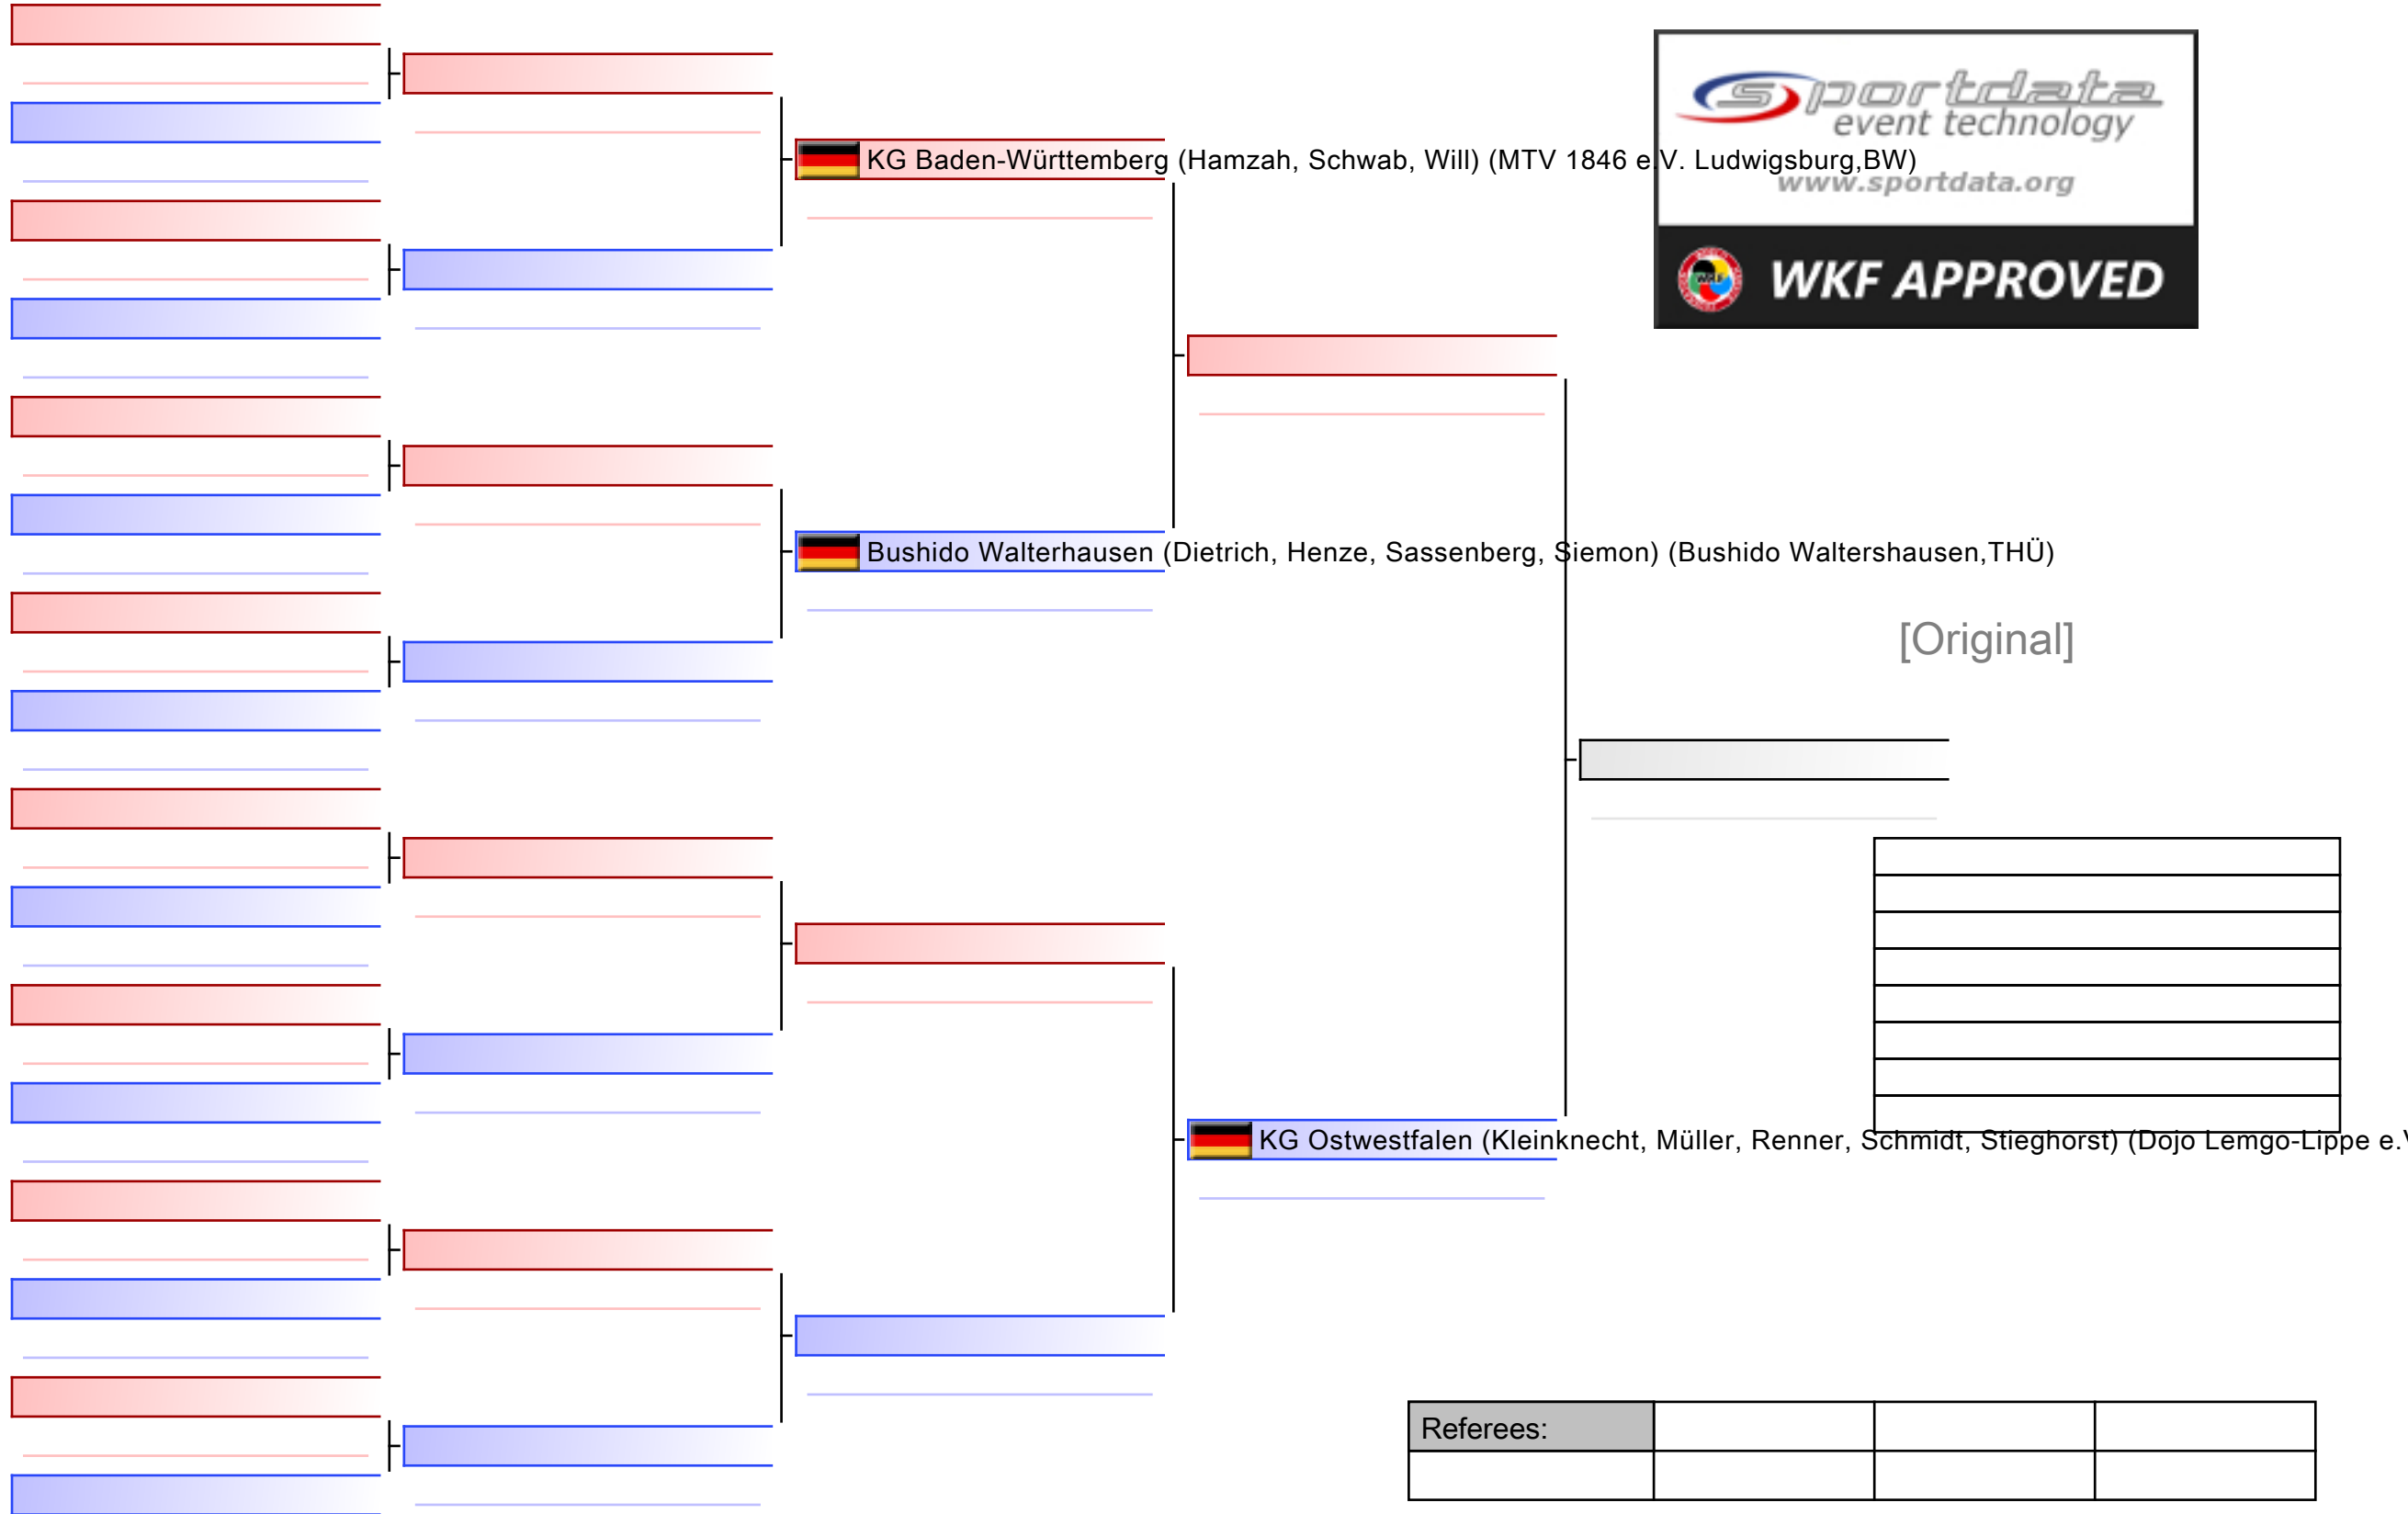 sportdata
event technology
KG Baden-Württemberg (Hamzah, Schwab, Will) (MTV 1846 e.V. Ludwigsburg,BW)
www.sportdata.org
WKF
WKF APPROVED
Bushido Walterhausen (Dietrich, Henze, Sassenberg, Siemon) (Bushido Waltershausen,THÜ)
[Original]
KG Ostwestfalen (Kleinknecht, Müller, Renner, Schmidt, Stieghorst) (Dojo Lemgo-Lippe e.V
Referees: